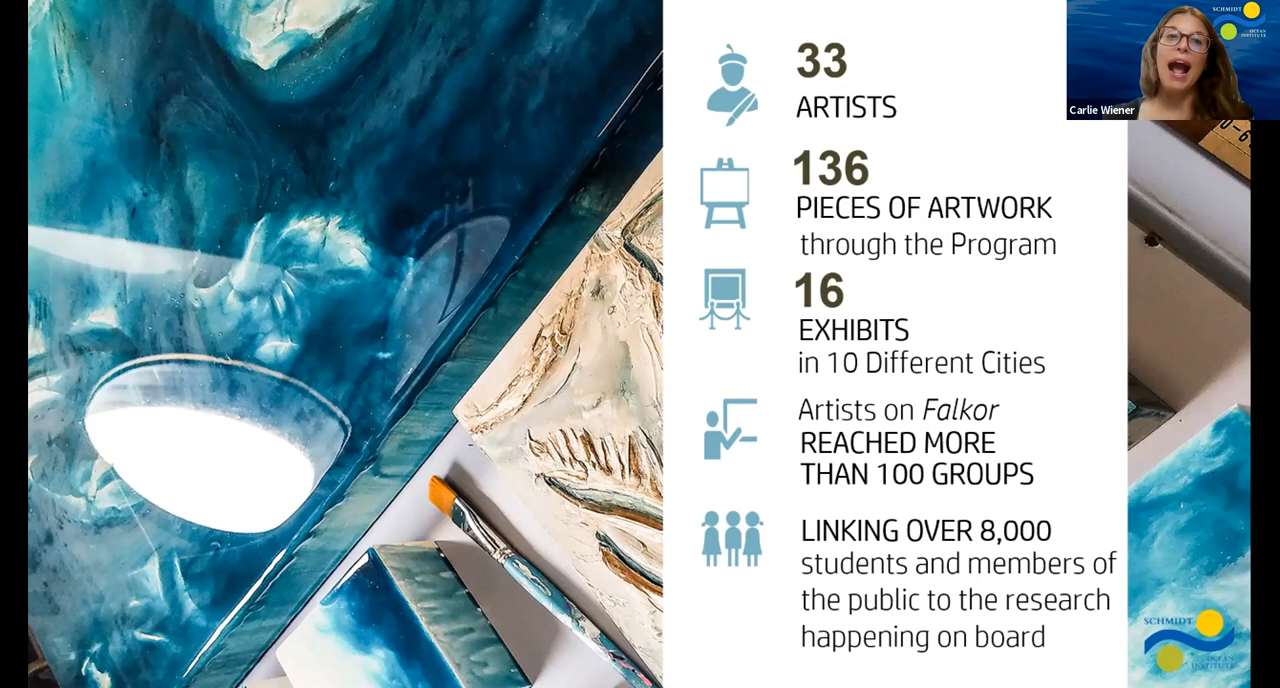 33
ARTISTS
136
PIECES OF ARTWORK
through the Program
16
EXHIBITS
in 10 Different Cities
Artists on Falkor
REACHED MORE
THAN 100 GROUPS
LINKING OVER 8,000
students and members of
the public to the research
happening on board
SCHMIDT
OCEAN
INSTITUTE
Carlie Wiener
SCHMIDT
OCEAN
INSTITUTE